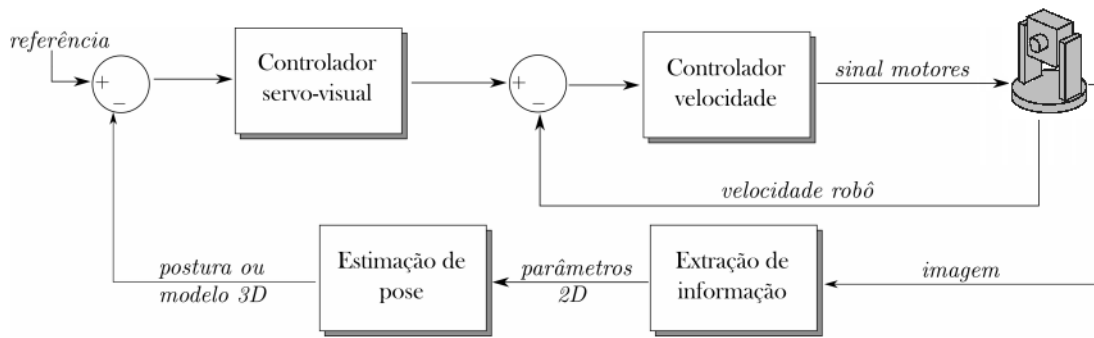 referência
+
−
Controlador
servo-visual
+
−
Controlador
velocidade
sinal motores
velocidade robô
postura ou
modelo 3D
Estimação de
pose
parâmetros
2D
Extração de
informação
imagem